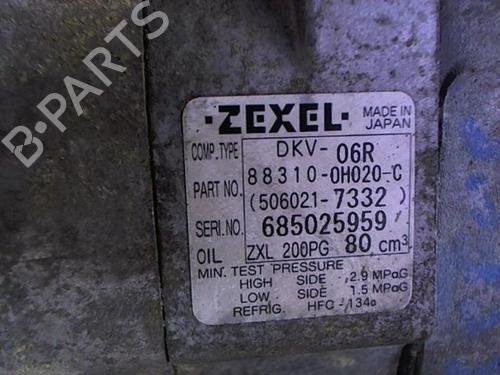 ·ZEXEL·
MADE IN
JAPAN
COMP. TYPE DKV-06R
PART NO. 88310-0H020-C
(506021-7332)
SERI.NO. 685025959
OIL ZXL 200PG 80 cm³
MIN. TEST PRESSURE
HIGH SIDE 2.9 MPaG
LOW SIDE 1.5 MPaG
REFRIG. HFC-134a
B-PARTS